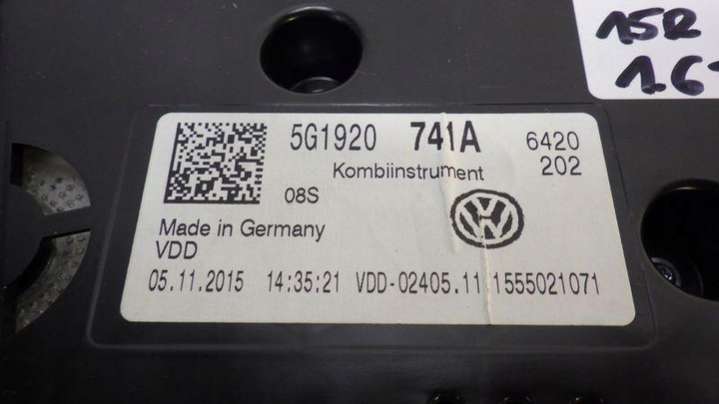 15R
1.6
5G1920 741A 6420
Kombiinstrument 202
08S
Made in Germany
VDD
05.11.2015 14:35:21 VDD-02405.11 1555021071